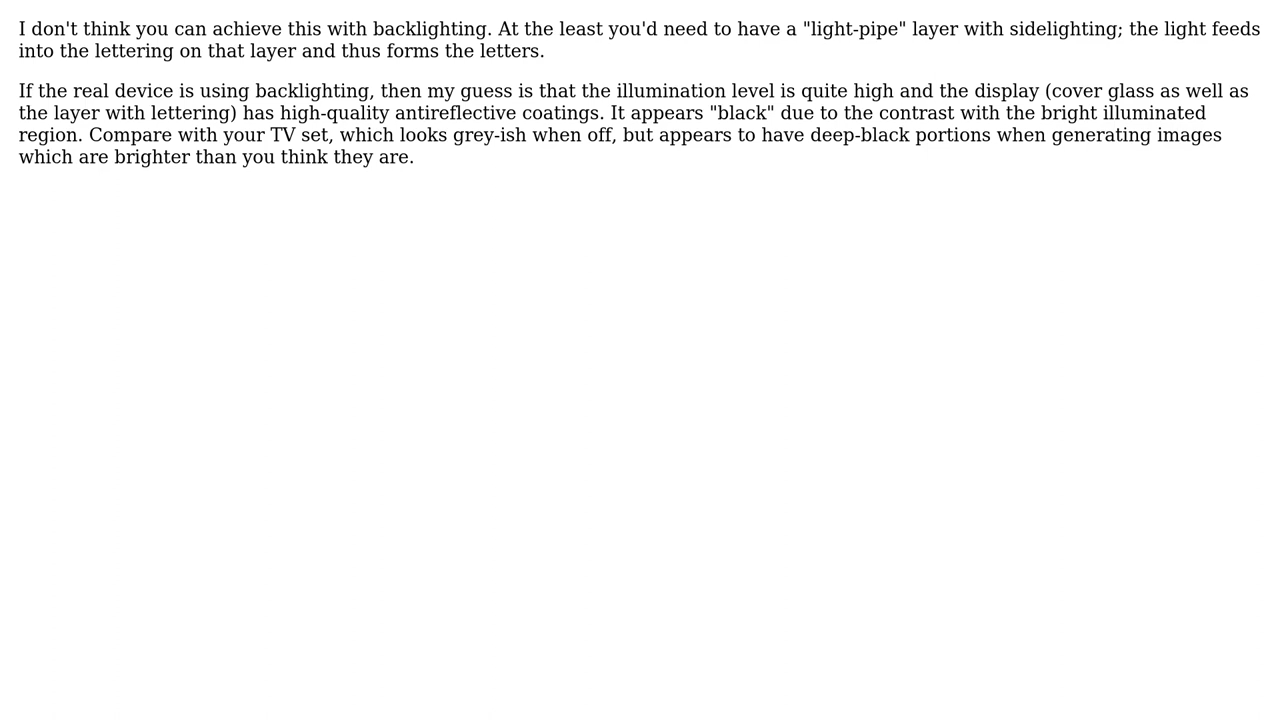 I don't think you can achieve this with backlighting. At the least you'd need to have a "light-pipe" layer with sidelighting; the light feeds
into the lettering on that layer and thus forms the letters.
If the real device is using backlighting, then my guess is that the illumination level is quite high and the display (cover glass as well as
the layer with lettering) has high-quality antireflective coatings. It appears "black" due to the contrast with the bright illuminated
region. Compare with your TV set, which looks grey-ish when off, but appears to have deep-black portions when generating images
which are brighter than you think they are.